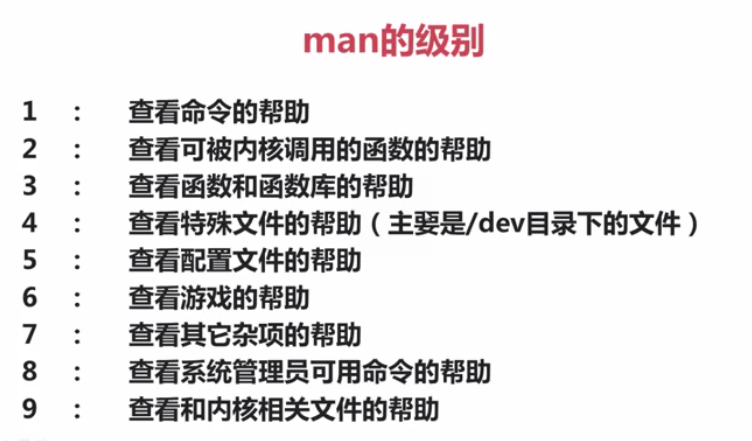 man的级别
1 : 查看命令的帮助
2 : 查看可被内核调用的函数的帮助
3 : 查看函数和函数库的帮助
4 : 查看特殊文件的帮助（主要是/dev目录下的文件）
5 : 查看配置文件的帮助
6 : 查看游戏的帮助
7 : 查看其它杂项的帮助
8 : 查看系统管理员可用命令的帮助
9 : 查看和内核相关文件的帮助